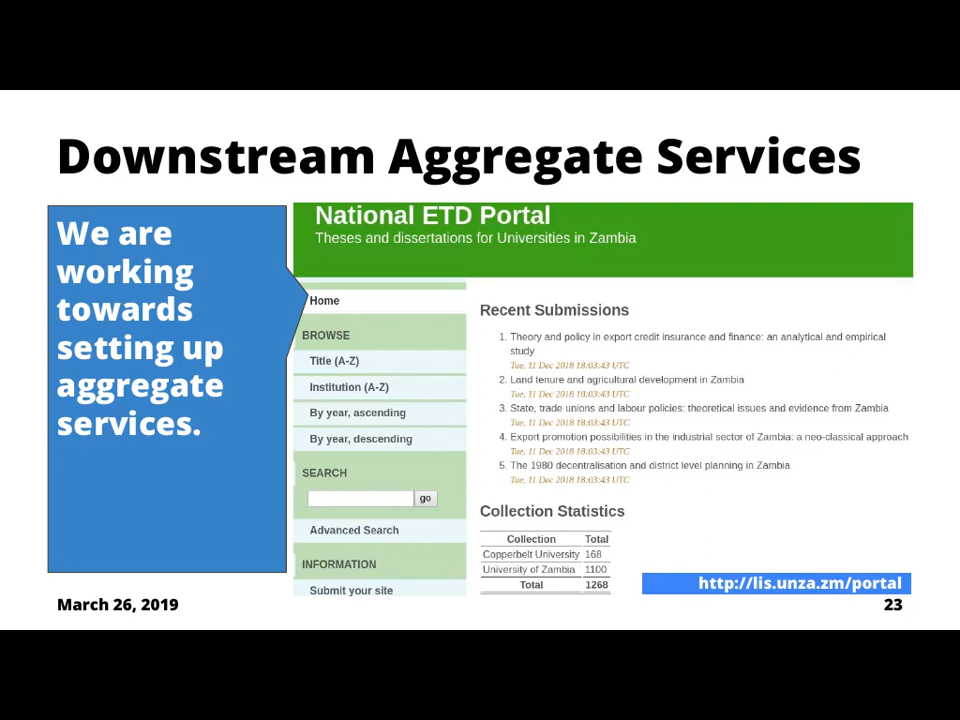 Downstream Aggregate Services
We are
working
towards
setting up
aggregate
services.
National ETD Portal
Theses and dissertations for Universities in Zambia
Home
BROWSE
Title (A-Z)
Institution (A-Z)
By year, ascending
By year, descending
SEARCH
go
Advanced Search
INFORMATION
Submit your site
Recent Submissions
1. Theory and policy in export credit insurance and finance: an analytical and empirical
study
Tue, 11 Dec 2018 18:03:43 UTC
2. Land tenure and agricultural development in Zambia
Tue, 11 Dec 2018 18:03:43 UTC
3. State, trade unions and labour policies: theoretical issues and evidence from Zambia
Tue, 11 Dec 2018 18:03:43 UTC
4. Export promotion possibilities in the industrial sector of Zambia: a neo-classical approach
Tue, 11 Dec 2018 18:03:43 UTC
5. The 1980 decentralisation and district level planning in Zambia
Tue, 11 Dec 2018 18:03:43 UTC
Collection Statistics
Collection Total
Copperbelt University 168
University of Zambia 1100
Total 1268
http://lis.unza.zm/portal
March 26, 2019
23